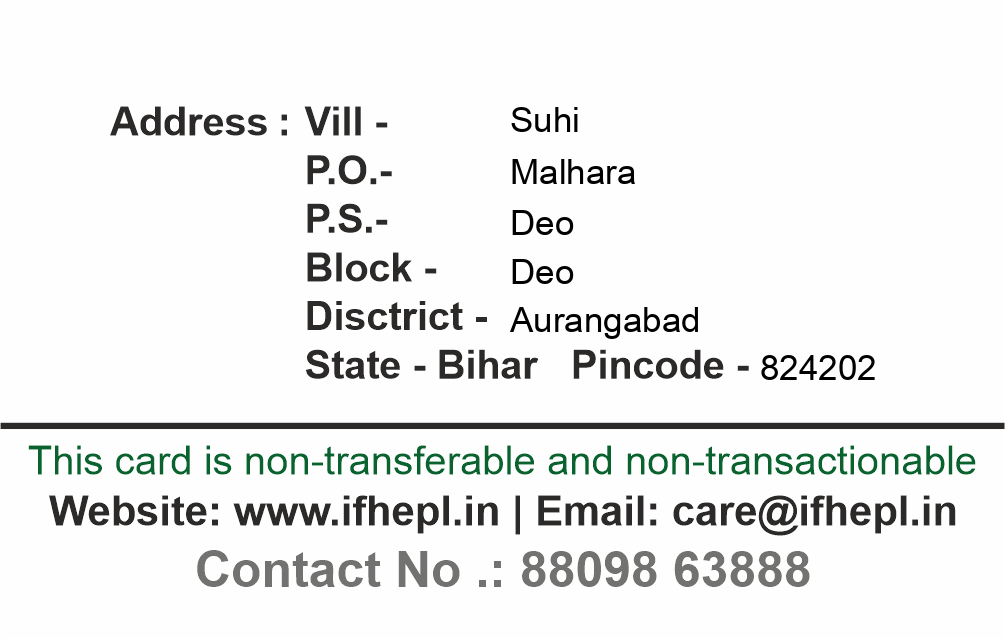 Address : Vill - Suhi
P.O.- Malhara
P.S.- Deo
Block - Deo
Disctrict - Aurangabad
State - Bihar Pincode - 824202
This card is non-transferable and non-transactionable
Website: www.ifhepl.in | Email: care@ifhepl.in
Contact No .: 88098 63888